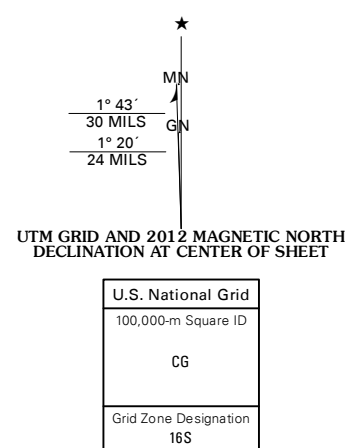 ★
MN
1° 43´
30 MILS
GN
1° 20´
24 MILS
UTM GRID AND 2012 MAGNETIC NORTH
DECLINATION AT CENTER OF SHEET
U.S. National Grid
100,000-m Square ID
CG
Grid Zone Designation
16S